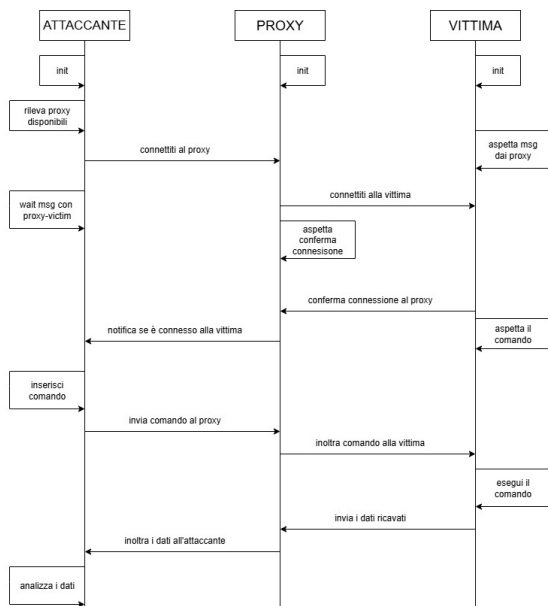 ATTACCANTE
PROXY
VITTIMA
init
init
init
rileva proxy
disponibili
connettiti al proxy
aspetta msg
dai proxy
wait msg con
proxy-victim
connettiti alla vittima
aspetta
conferma
connesisone
conferma connessione al proxy
notifica se è connesso alla vittima
aspetta il
comando
inserisci
comando
invia comando al proxy
inoltra comando alla vittima
esegui il
comando
invia i dati ricavati
inoltra i dati all'attaccante
analizza i dati